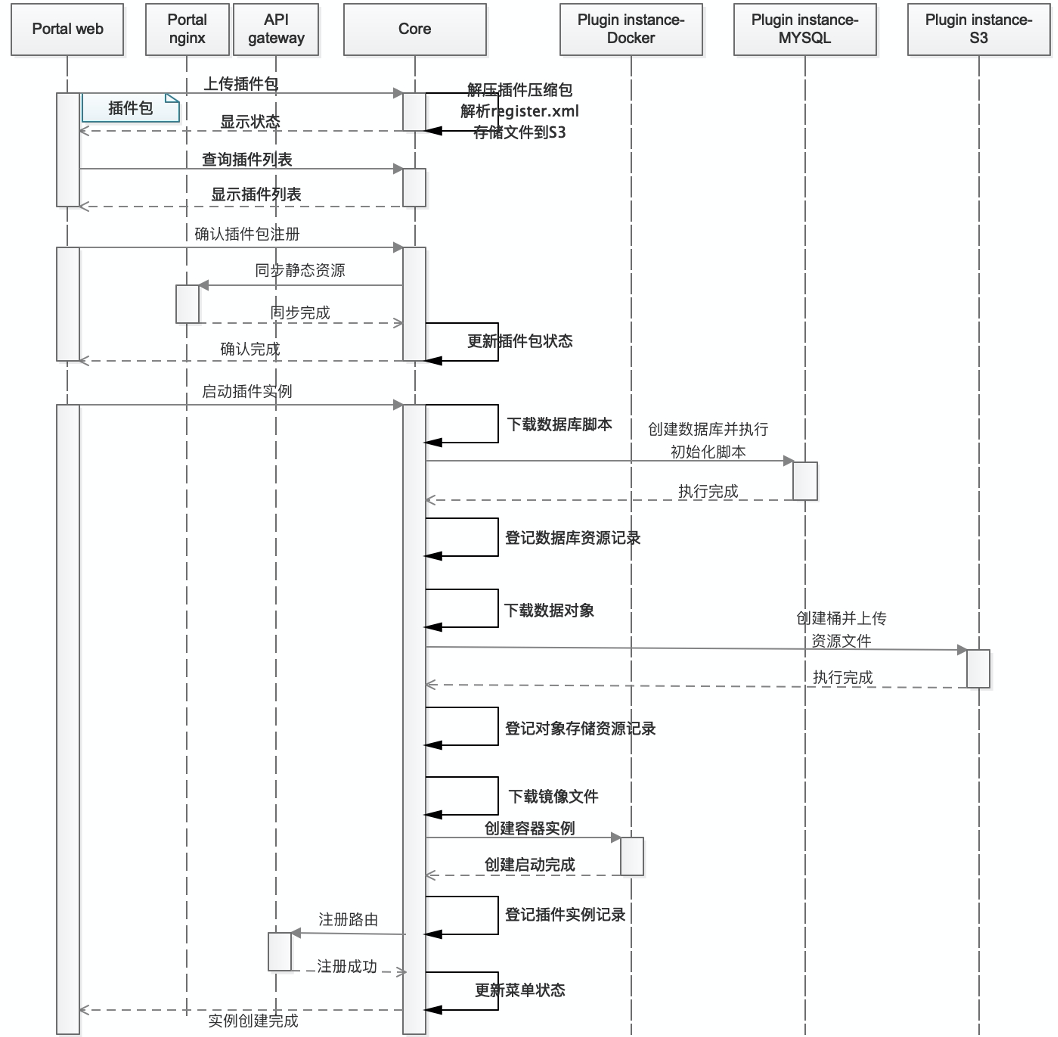 Portal web
Portal
nginx
API
gateway
Core
Plugin instance-
Docker
Plugin instance-
MYSQL
Plugin instance-
S3
上传插件包
插件包
解压插件压缩包
解析register.xml
存储文件到S3
显示状态
查询插件列表
显示插件列表
确认插件包注册
同步静态资源
同步完成
更新插件包状态
确认完成
启动插件实例
下载数据库脚本
创建数据库并执行
初始化脚本
执行完成
登记数据库资源记录
下载数据对象
创建桶并上传
资源文件
执行完成
登记对象存储资源记录
下载镜像文件
创建容器实例
创建启动完成
登记插件实例记录
注册路由
注册成功
更新菜单状态
实例创建完成